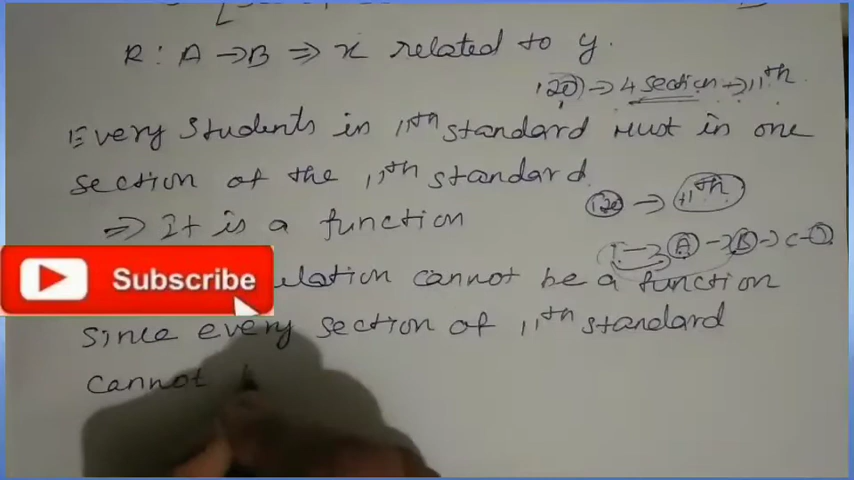 R : A → B ⇒ x related to y.
120 → 4 section → 11th
Every students in 11th standard must in one
section of the 11th standard.
120 → 11th
⇒ It is a function
A → B → C - D
Subscribe
cannot be a function
since every section of 11th standard
cannot